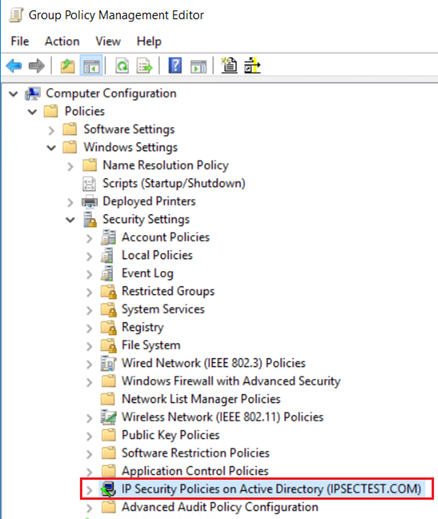 Group Policy Management Editor
File Action View Help
Computer Configuration
Policies
Software Settings
Windows Settings
Name Resolution Policy
Scripts (Startup/Shutdown)
Deployed Printers
Security Settings
Account Policies
Local Policies
Event Log
Restricted Groups
System Services
Registry
File System
Wired Network (IEEE 802.3) Policies
Windows Firewall with Advanced Security
Network List Manager Policies
Wireless Network (IEEE 802.11) Policies
Public Key Policies
Software Restriction Policies
Application Control Policies
IP Security Policies on Active Directory (IPSECTEST.COM)
Advanced Audit Policy Configuration